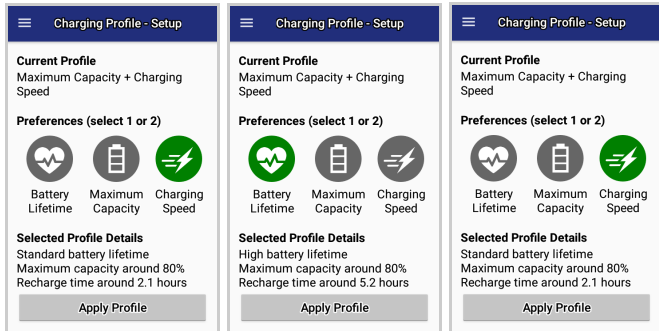 Charging Profile - Setup
Current Profile
Maximum Capacity + Charging
Speed
Preferences (select 1 or 2)
Battery
Lifetime
Maximum
Capacity
Charging
Speed
Selected Profile Details
Standard battery lifetime
Maximum capacity around 80%
Recharge time around 2.1 hours
Apply Profile
Charging Profile - Setup
Current Profile
Maximum Capacity + Charging
Speed
Preferences (select 1 or 2)
Battery
Lifetime
Maximum
Capacity
Charging
Speed
Selected Profile Details
High battery lifetime
Maximum capacity around 80%
Recharge time around 5.2 hours
Apply Profile
Charging Profile - Setup
Current Profile
Maximum Capacity + Charging
Speed
Preferences (select 1 or 2)
Battery
Lifetime
Maximum
Capacity
Charging
Speed
Selected Profile Details
Standard battery lifetime
Maximum capacity around 80%
Recharge time around 2.1 hours
Apply Profile